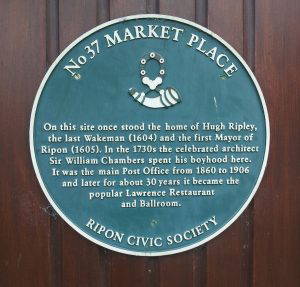 No 37 MARKET PLACE
On this site once stood the home of Hugh Ripley,
the last Wakeman (1604) and the first Mayor of
Ripon (1605). In the 1730s the celebrated architect
Sir William Chambers spent his boyhood here.
It was the main Post Office from 1860 to 1906
and later for about 30 years it became the
popular Lawrence Restaurant
and Ballroom.
RIPON CIVIC SOCIETY